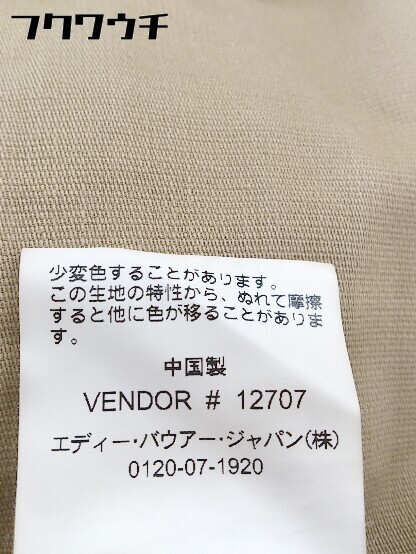 フクワウチ
少変色することがあります。
この生地の特性から、ぬれて摩擦
すると他に色が移ることがありま
す。
中国製
VENDOR # 12707
エディー・バウアー・ジャパン(株)
0120-07-1920